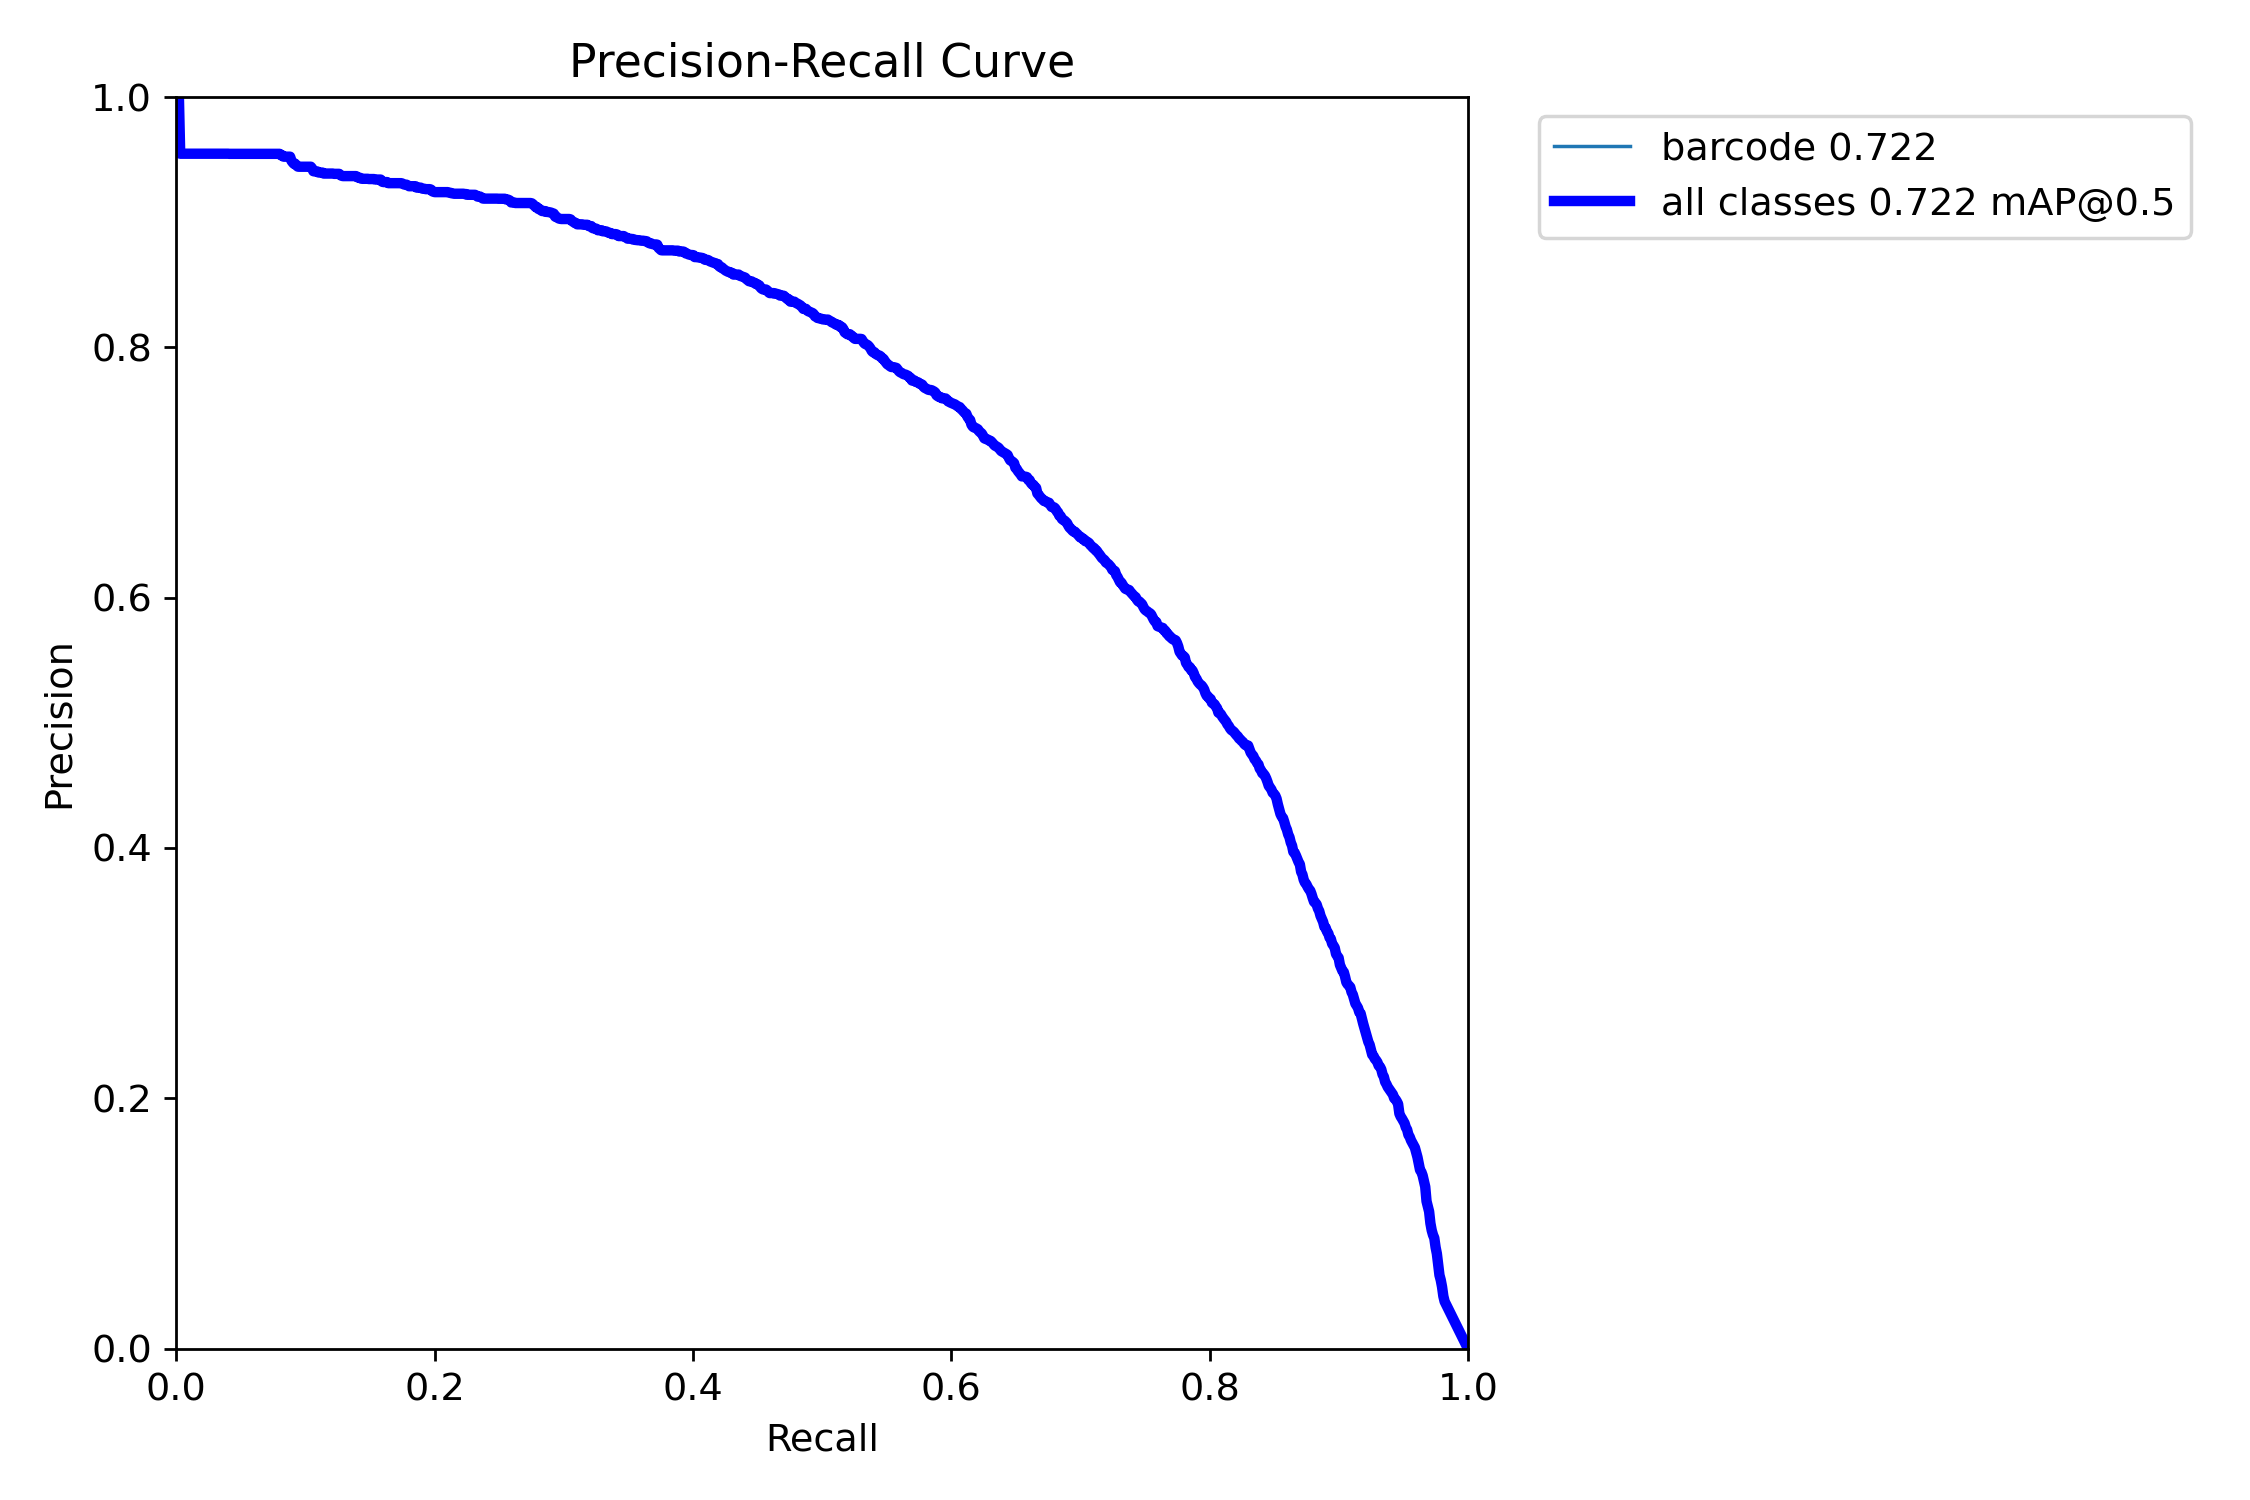 Precision-Recall Curve
1.0
0.8
0.6
0.4
0.2
0.0
Precision
0.0 0.2 0.4 0.6 0.8 1.0
Recall
barcode 0.722
all classes 0.722 mAP@0.5